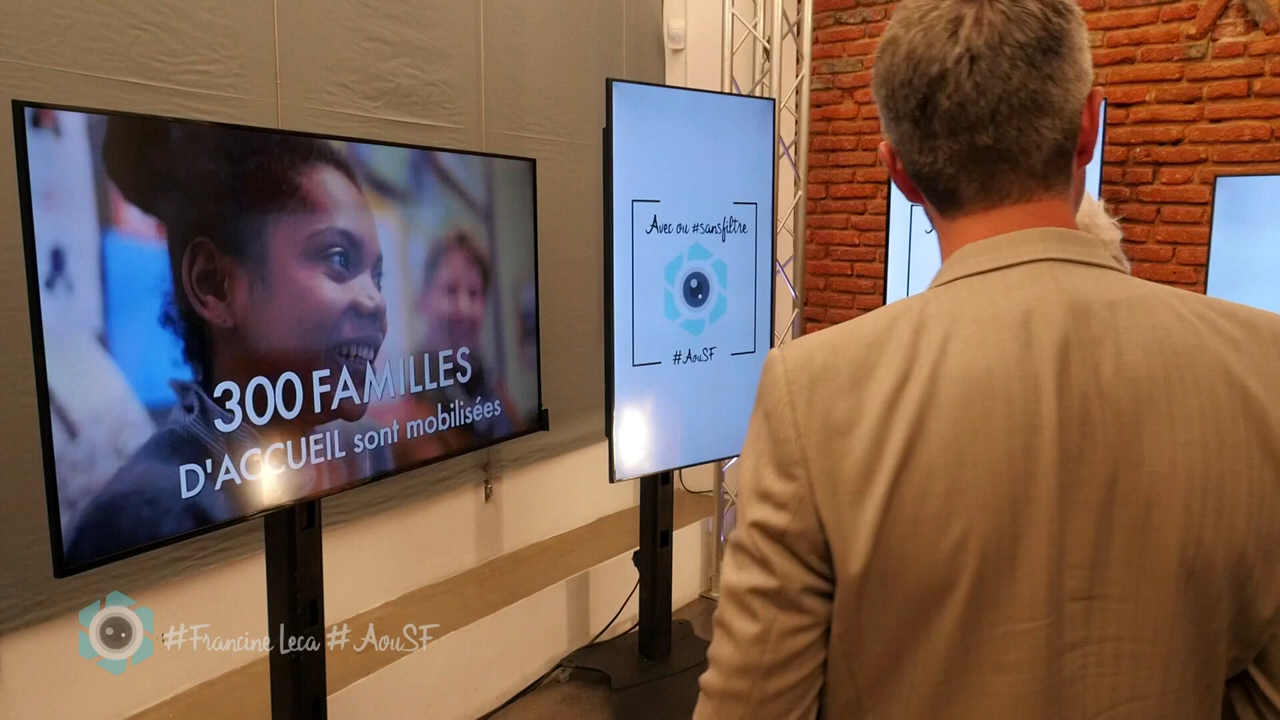 300 FAMILLES
D'ACCUEIL sont mobilisées
Avec ou #sansfiltre
#AouSF
#Francine Leca # AouSF